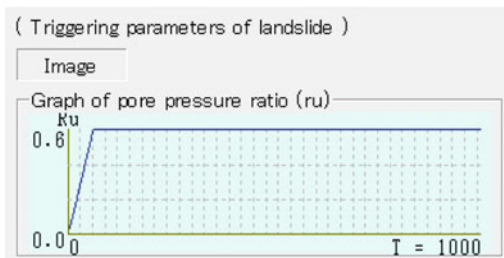 ( Triggering parameters of landslide )
Image
Graph of pore pressure ratio (ru)
Ru
0.6
0.0
0
T = 1000